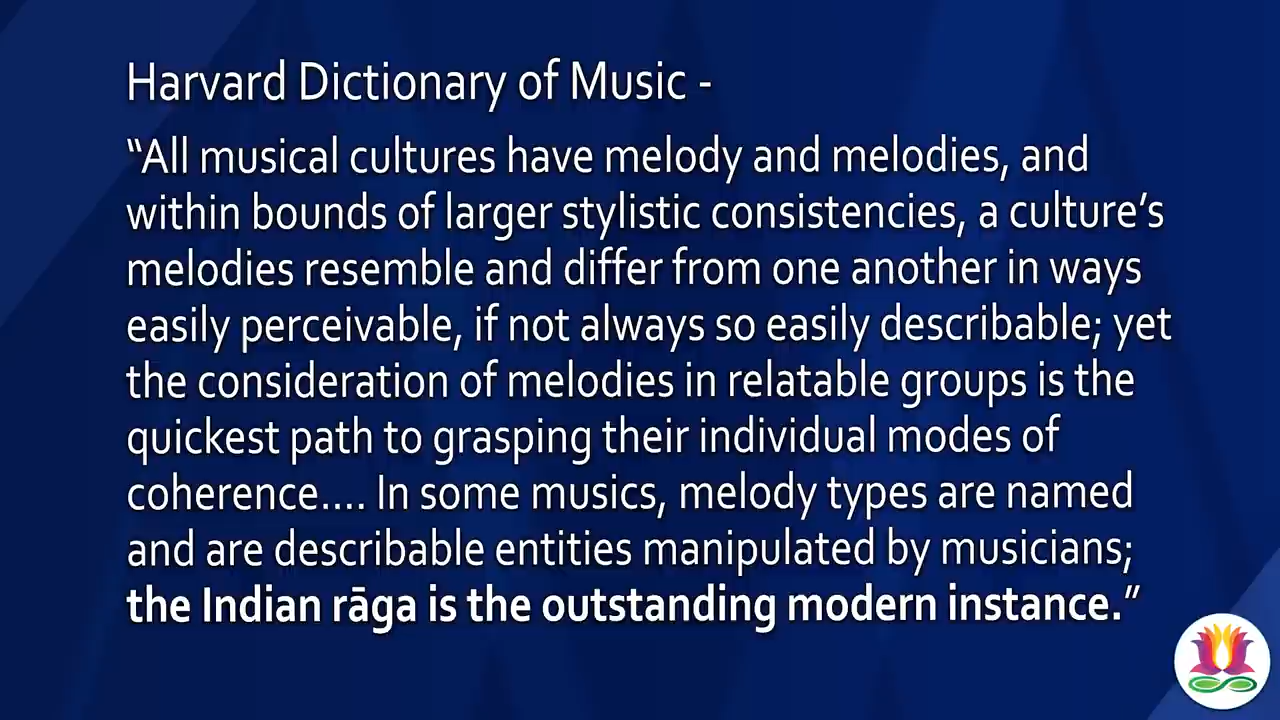 Harvard Dictionary of Music -
“All musical cultures have melody and melodies, and
within bounds of larger stylistic consistencies, a culture’s
melodies resemble and differ from one another in ways
easily perceivable, if not always so easily describable; yet
the consideration of melodies in relatable groups is the
quickest path to grasping their individual modes of
coherence.... In some musics, melody types are named
and are describable entities manipulated by musicians;
the Indian rāga is the outstanding modern instance.”